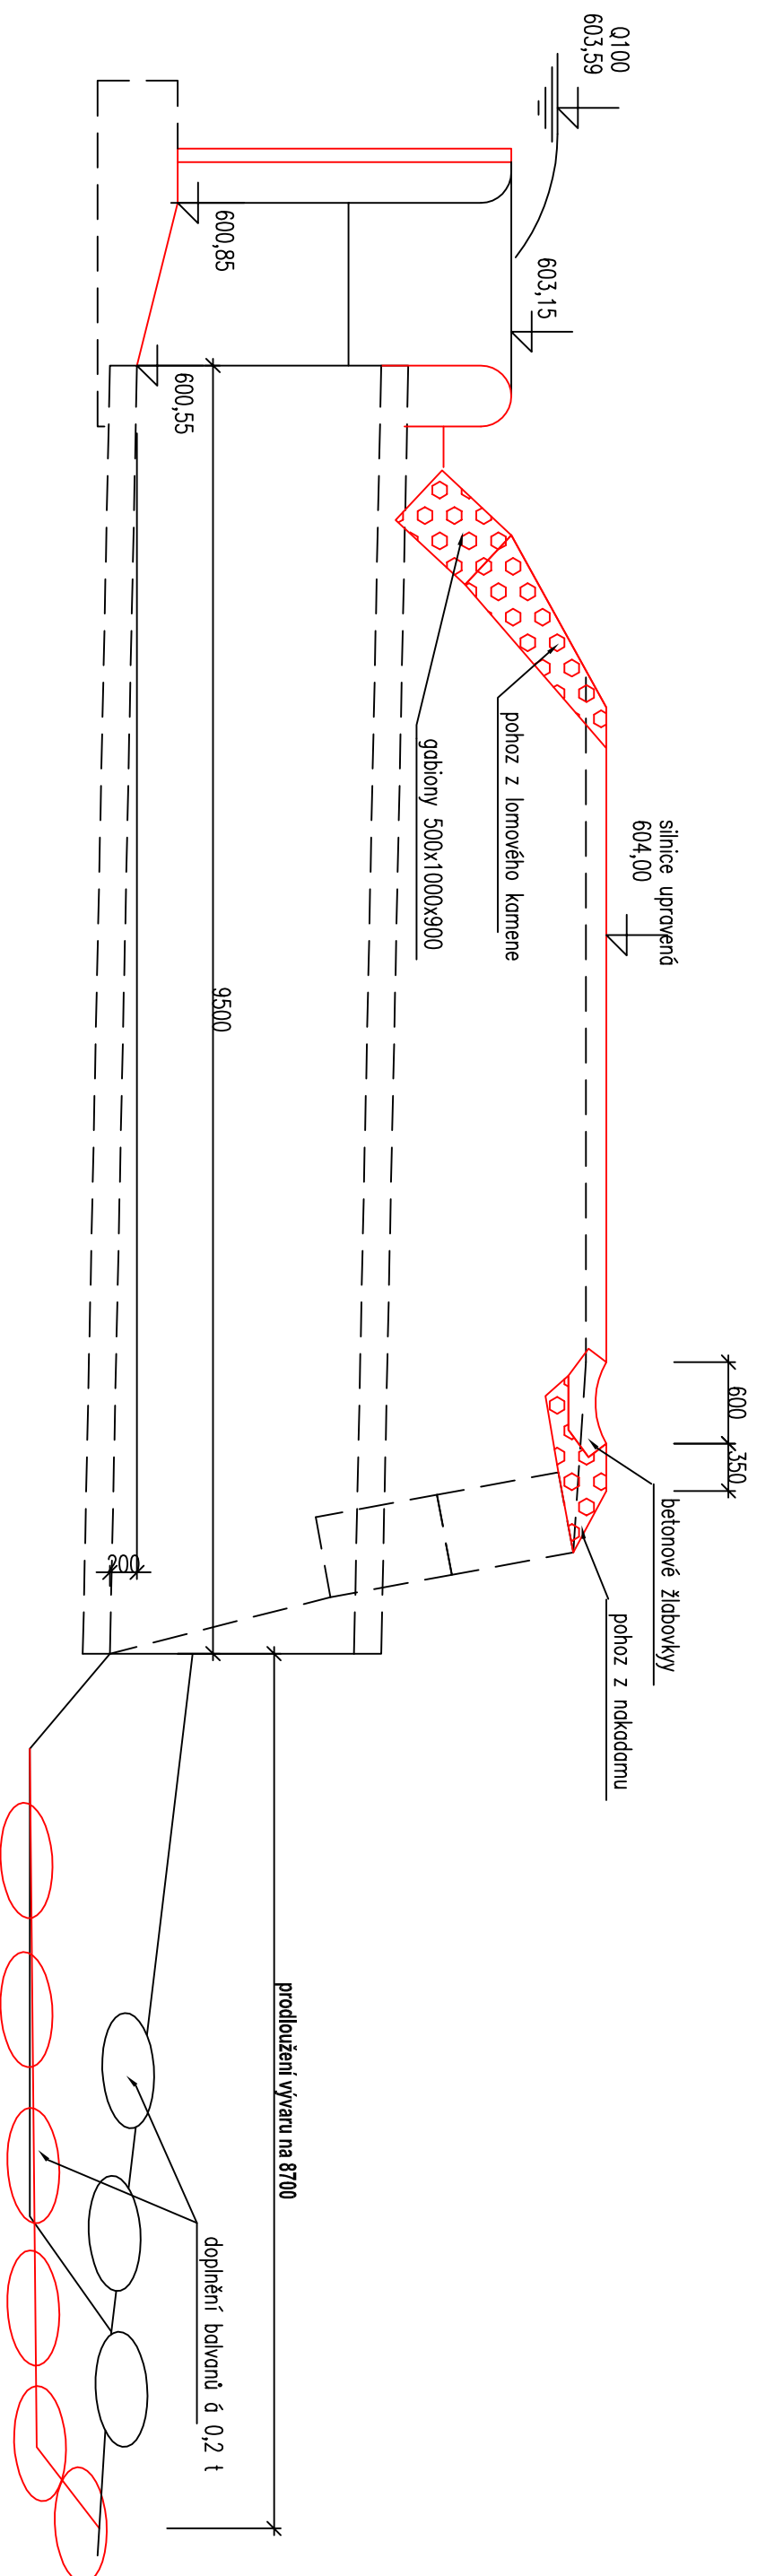 Q100
603,59
600,85
603,15
600,55
silnice upravená
604,00
pohoz z lomového kamene
gabiony 500x1000x900
9500
600
350
betonové žlabovkyy
pohoz z nakadamu
200
prodloužení vývaru na 8700
doplnění balvanů á 0,2 t